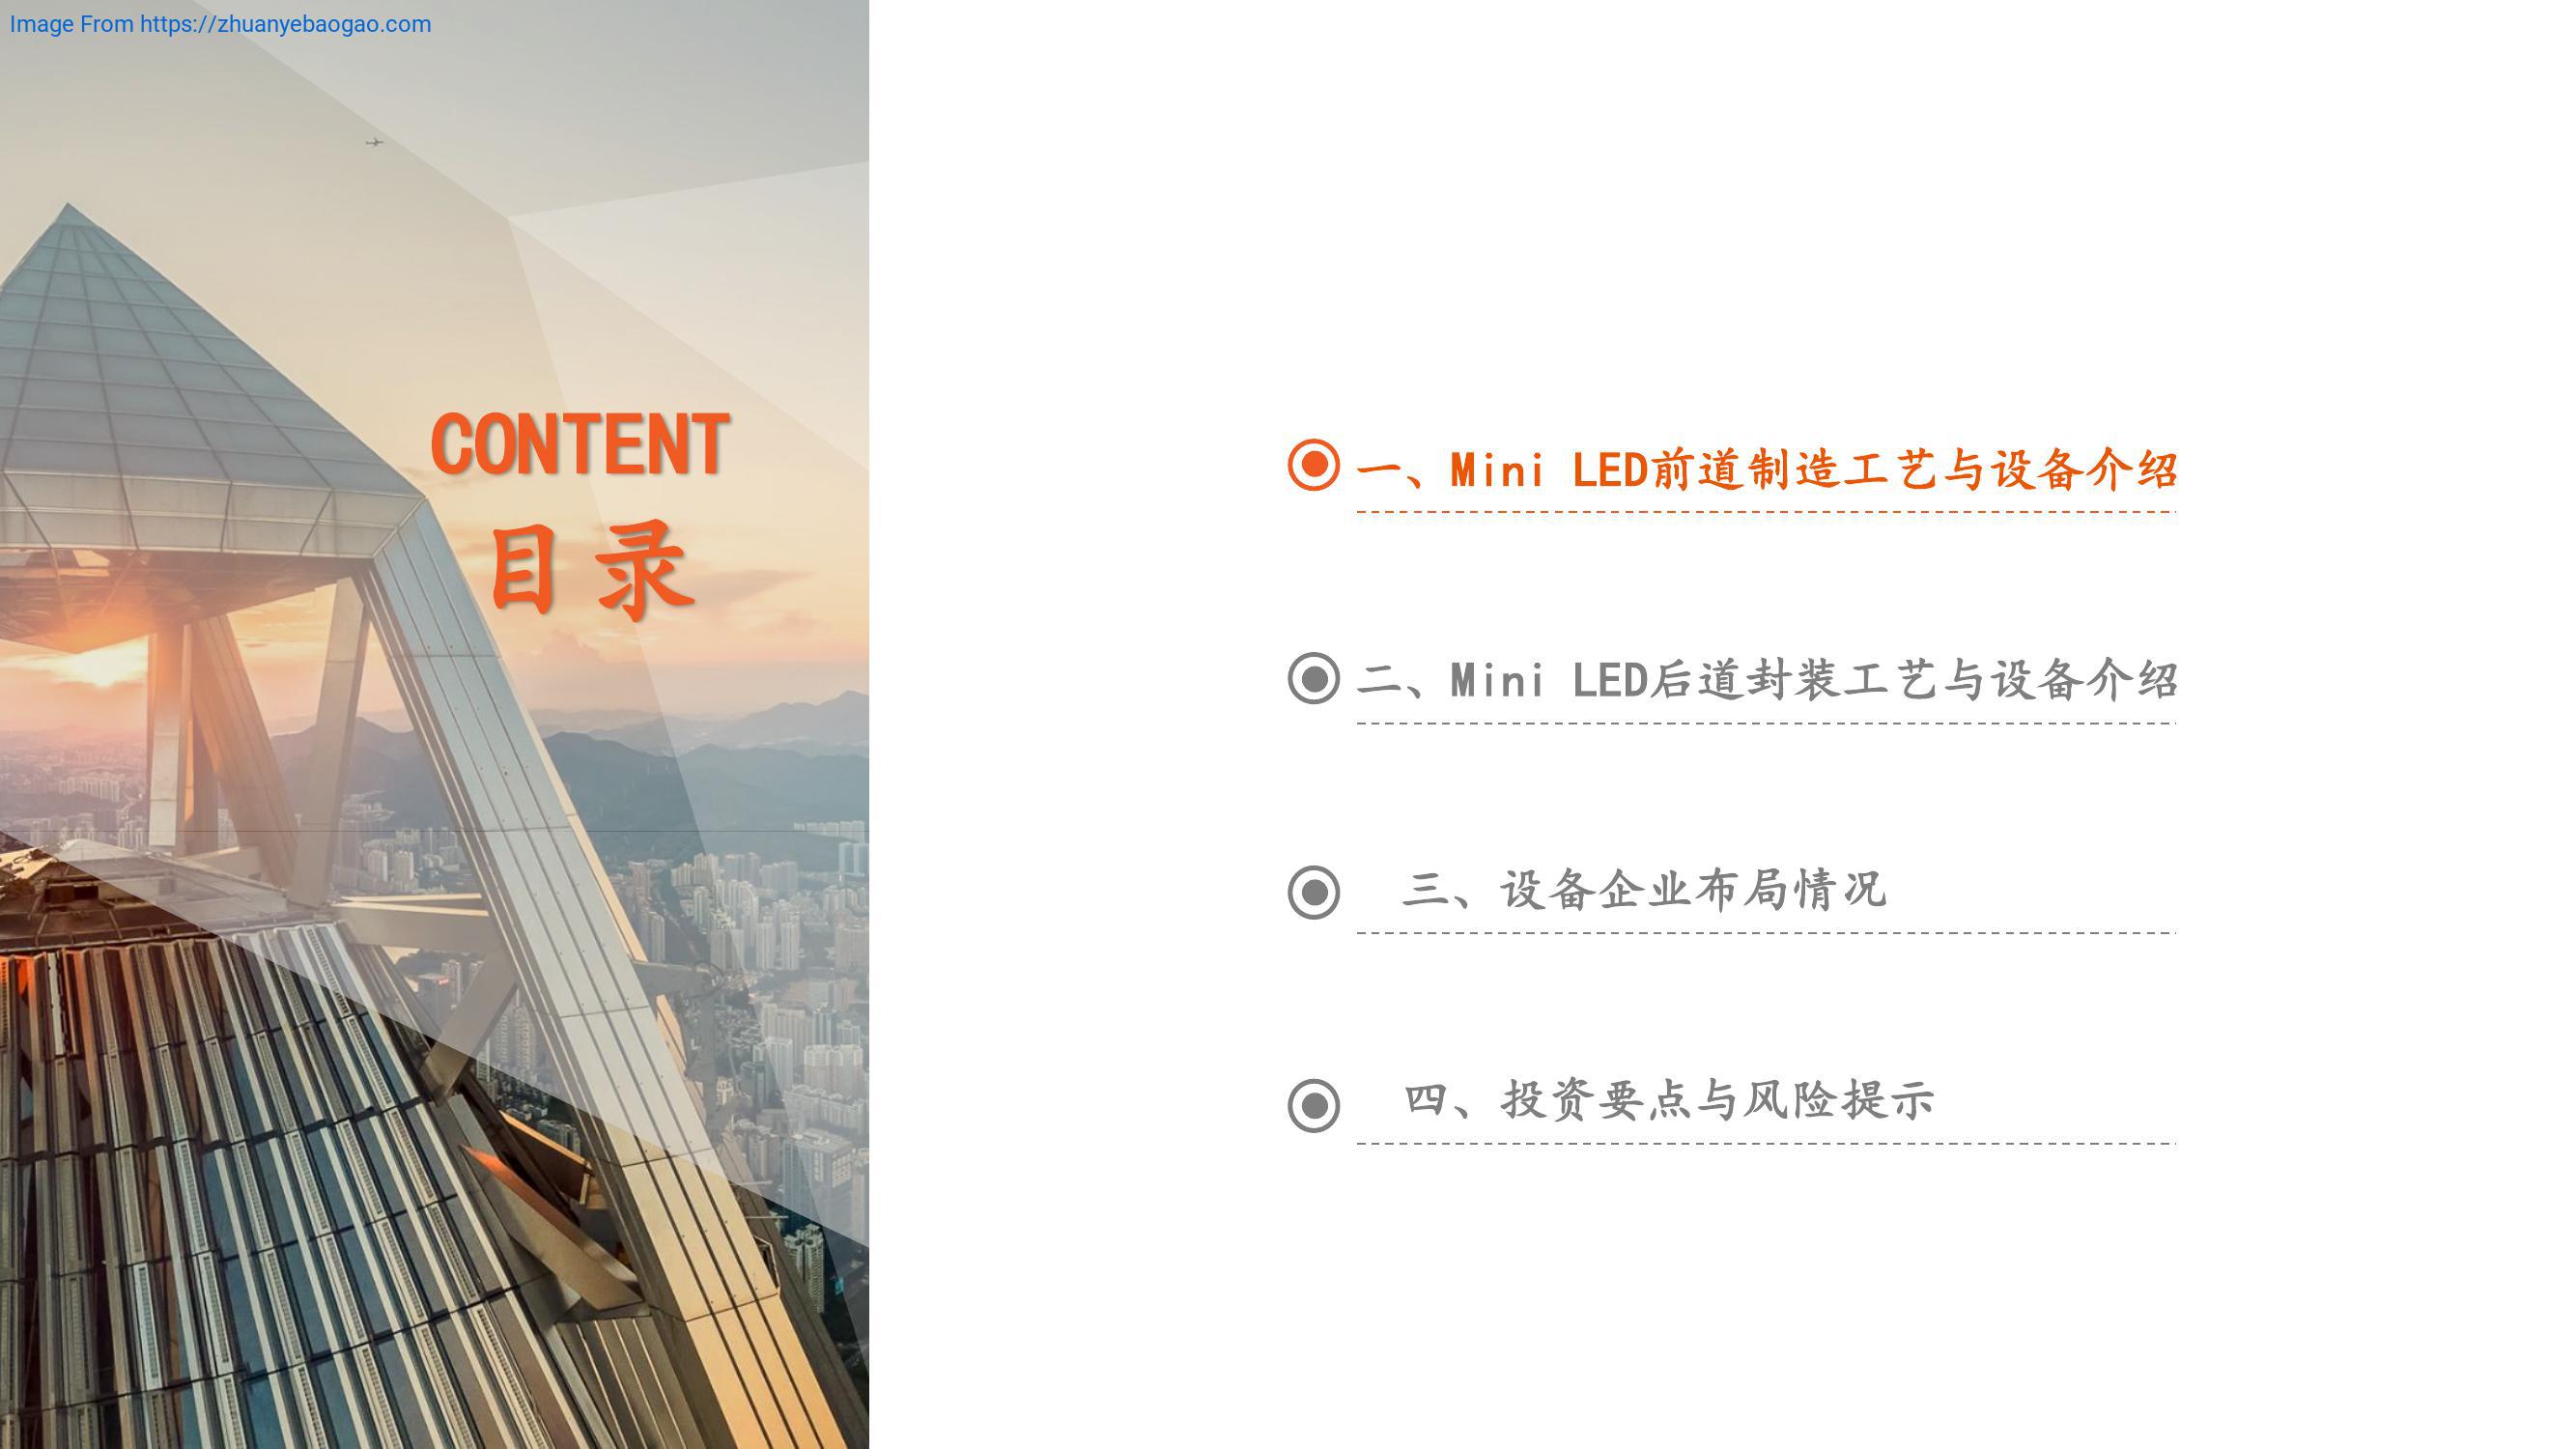 Image From https://zhuanyebaogao.com
CONTENT
目录
一、Mini LED前道制造工艺与设备介绍
二、Mini LED后道封装工艺与设备介绍
三、设备企业布局情况
四、投资要点与风险提示